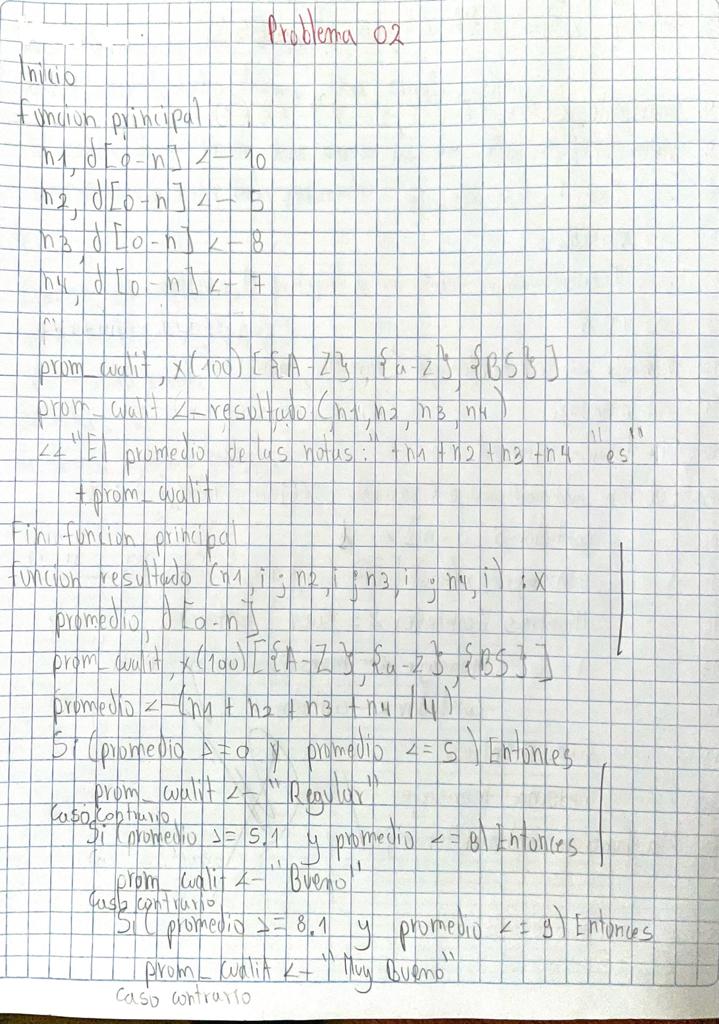 Problema 02
Inicio
funcion principal
n1, d[0-n] <- 10
n2, d[0-n] <- 5
n3, d[0-n] <- 8
n4, d[0-n] <- 7
prom_cualit, x(100)[{A-Z}, {a-z}, {BS}]
prom_cualit <- resultado (n1, n2, n3, n4)
<< "El promedio de las notas:" +n1 +n2 +n3 +n4 "es"
+prom_cualit
Fin funcion principal
funcion resultado (n1, i ; n2, i ; n3, i ; n4, i) : x
promedio, d[0-n]
prom_cualit, x(100)[{A-Z}, {a-z}, {BS}]
promedio <- (n1 + n2 + n3 + n4 / 4)
Si (promedio >= 0 y promedio <= 5) Entonces
prom_cualit <- "Regular"
caso contrario
Si (promedio >= 5.1 y promedio <= 8) Entonces
prom_cualit <- "Bueno"
caso contrario
Si (promedio >= 8.1 y promedio <= 9) Entonces
prom_cualit <- "Muy Bueno"
caso contrario